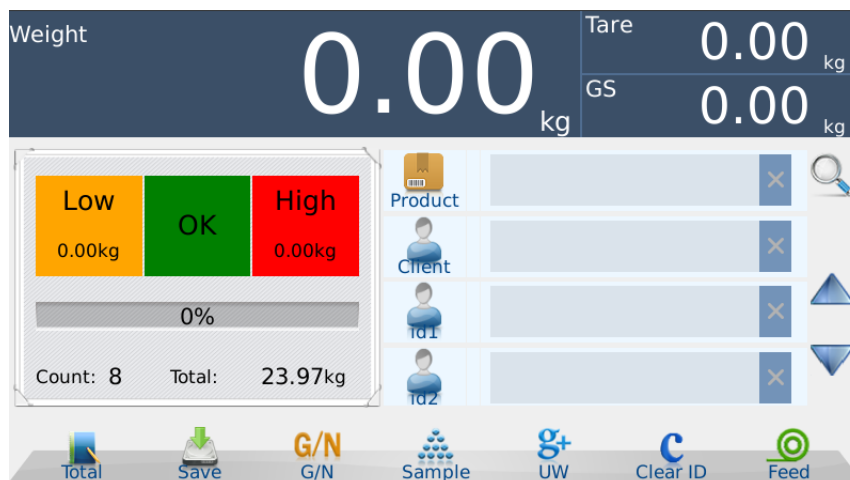 Weight
0.00 kg
Tare
0.00 kg
GS
0.00 kg
Low
OK
High
0.00kg
0.00kg
0%
Count: 8 Total: 23.97kg
Product
Client
id1
id2
G/N
g+
C
Total Save G/N Sample UW Clear ID Feed